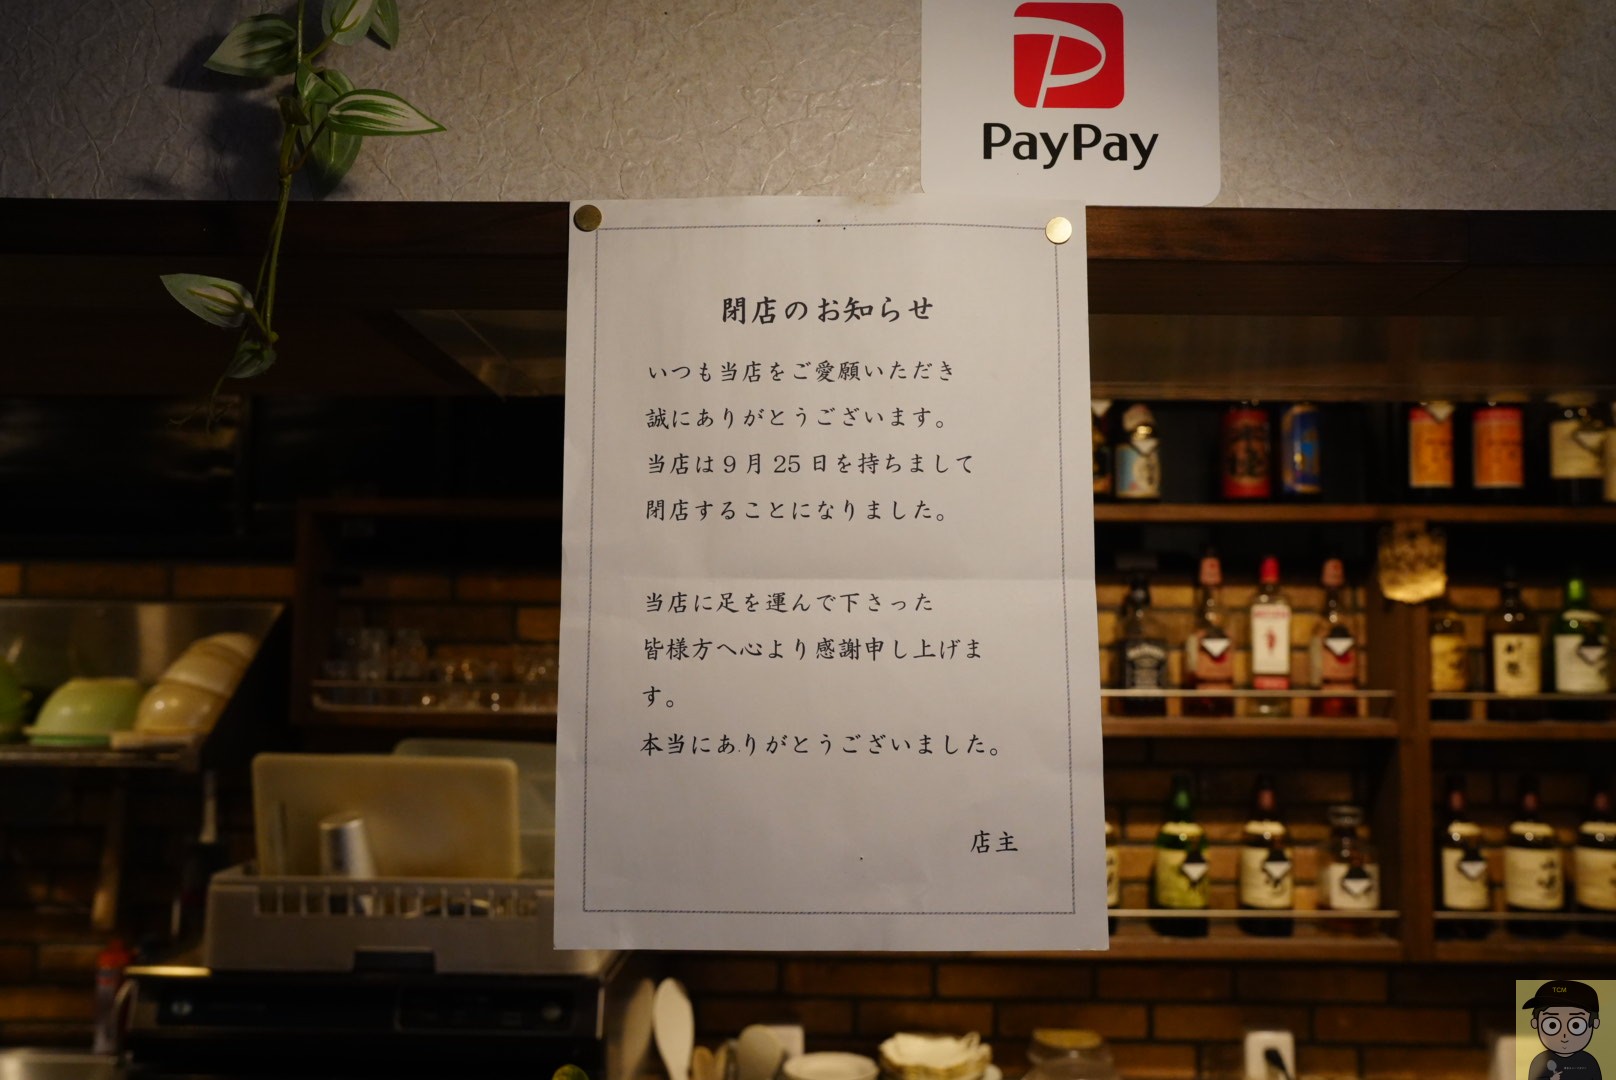 PayPay
閉店のお知らせ
いつも当店をご愛願いただき
誠にありがとうございます。
当店は9月25日を持ちまして
閉店することになりました。
当店に足を運んで下さった
皆様方へ心より感謝申し上げま
す。
本当にありがとうございました。
店主
TCM